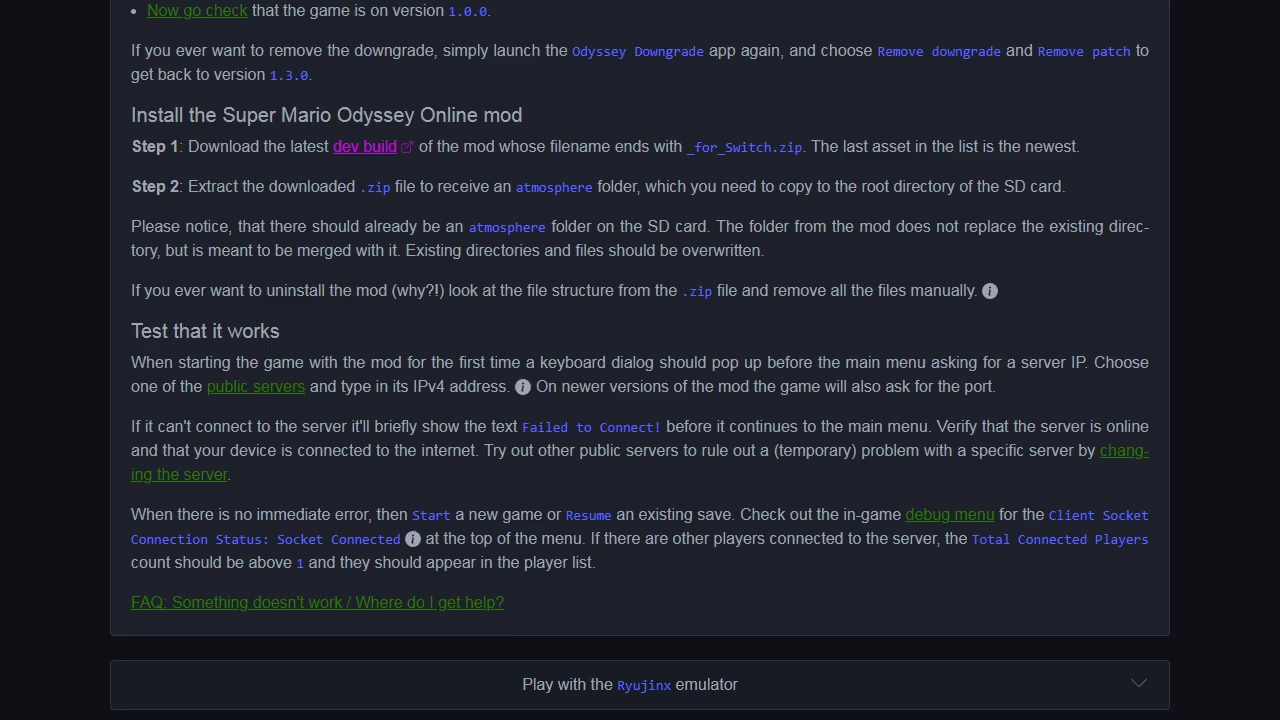 • Now go check that the game is on version 1.0.0.
If you ever want to remove the downgrade, simply launch the Odyssey Downgrade app again, and choose Remove downgrade and Remove patch to
get back to version 1.3.0.
Install the Super Mario Odyssey Online mod
Step 1: Download the latest dev build of the mod whose filename ends with _for_Switch.zip. The last asset in the list is the newest.
Step 2: Extract the downloaded .zip file to receive an atmosphere folder, which you need to copy to the root directory of the SD card.
Please notice, that there should already be an atmosphere folder on the SD card. The folder from the mod does not replace the existing direc-
tory, but is meant to be merged with it. Existing directories and files should be overwritten.
If you ever want to uninstall the mod (why?!) look at the file structure from the .zip file and remove all the files manually. i
Test that it works
When starting the game with the mod for the first time a keyboard dialog should pop up before the main menu asking for a server IP. Choose
one of the public servers and type in its IPv4 address. i On newer versions of the mod the game will also ask for the port.
If it can't connect to the server it'll briefly show the text Failed to Connect! before it continues to the main menu. Verify that the server is online
and that your device is connected to the internet. Try out other public servers to rule out a (temporary) problem with a specific server by chang-
ing the server.
When there is no immediate error, then Start a new game or Resume an existing save. Check out the in-game debug menu for the Client Socket
Connection Status: Socket Connected i at the top of the menu. If there are other players connected to the server, the Total Connected Players
count should be above 1 and they should appear in the player list.
FAQ: Something doesn't work / Where do I get help?
Play with the Ryujinx emulator